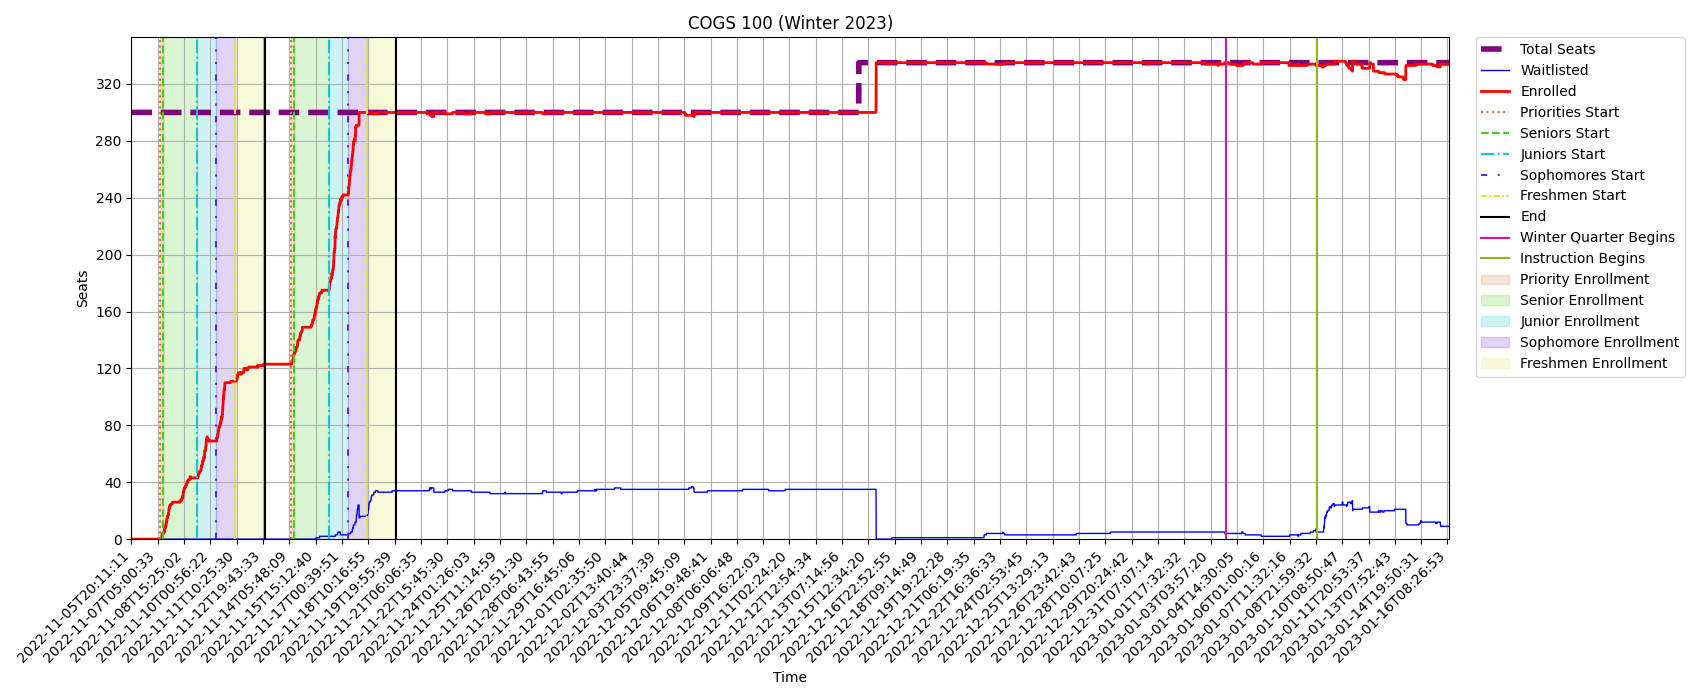 COGS 100 (Winter 2023)
Total Seats
Waitlisted
Enrolled
Priorities Start
Seniors Start
Juniors Start
Sophomores Start
Freshmen Start
End
Winter Quarter Begins
Instruction Begins
Priority Enrollment
Senior Enrollment
Junior Enrollment
Sophomore Enrollment
Freshmen Enrollment
Seats
320
280
240
200
160
120
80
40
0
2022-11-05T20:11:11
2022-11-07T05:00:33
2022-11-08T15:25:02
2022-11-10T00:56:22
2022-11-11T10:25:30
2022-11-12T19:43:33
2022-11-14T05:48:09
2022-11-15T15:12:40
2022-11-17T00:39:51
2022-11-18T10:16:55
2022-11-19T19:55:39
2022-11-21T06:06:35
2022-11-22T15:45:30
2022-11-24T01:26:03
2022-11-25T11:14:59
2022-11-26T20:51:30
2022-11-28T06:43:55
2022-11-29T16:45:06
2022-12-01T02:35:50
2022-12-02T13:40:44
2022-12-03T23:37:39
2022-12-05T09:45:09
2022-12-06T19:48:41
2022-12-08T06:06:48
2022-12-09T16:22:03
2022-12-11T02:24:20
2022-12-12T12:54:34
2022-12-13T07:14:56
2022-12-15T12:34:20
2022-12-16T22:52:55
2022-12-18T09:14:49
2022-12-19T19:22:28
2022-12-21T06:19:35
2022-12-22T16:36:33
2022-12-24T02:53:45
2022-12-25T13:29:13
2022-12-26T23:42:43
2022-12-28T10:07:25
2022-12-29T20:24:42
2022-12-31T07:07:14
2023-01-01T17:32:32
2023-01-03T03:57:20
2023-01-04T14:30:05
2023-01-06T01:00:16
2023-01-07T11:32:16
2023-01-08T21:59:32
2023-01-10T08:50:47
2023-01-11T20:53:37
2023-01-13T07:52:43
2023-01-14T19:50:31
2023-01-16T08:26:53
Time